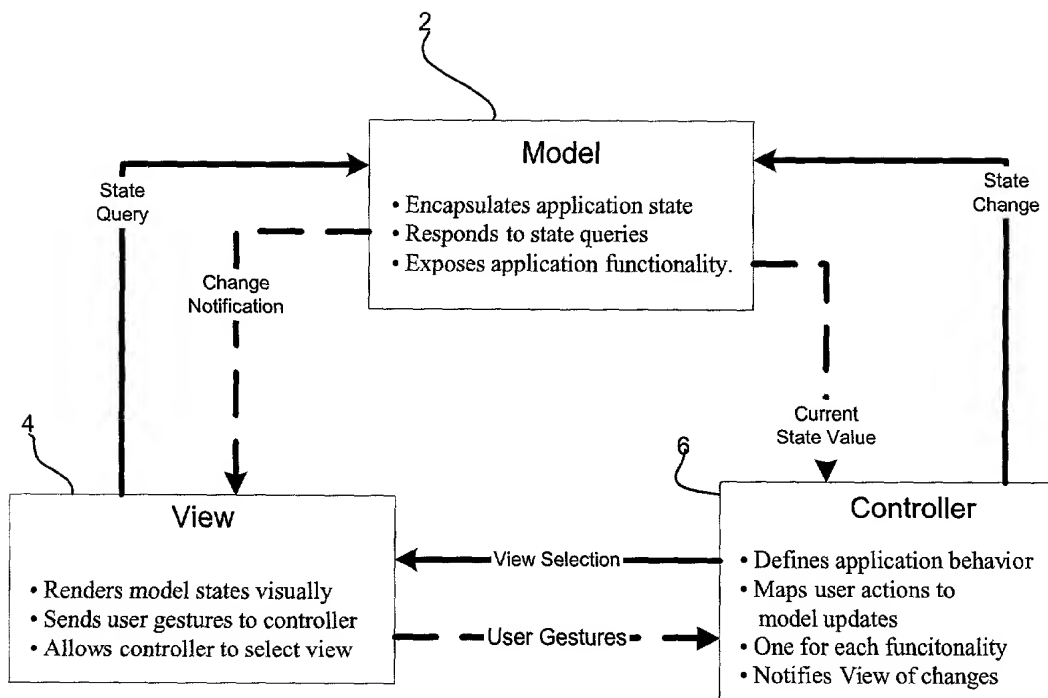 2
Model
• Encapsulates application state
• Responds to state queries
• Exposes application functionality.
State
Query
State
Change
Change
Notification
Current
State Value
4
View
• Renders model states visually
• Sends user gestures to controller
• Allows controller to select view
View Selection
User Gestures
6
Controller
• Defines application behavior
• Maps user actions to
model updates
• One for each funcitonality
• Notifies View of changes